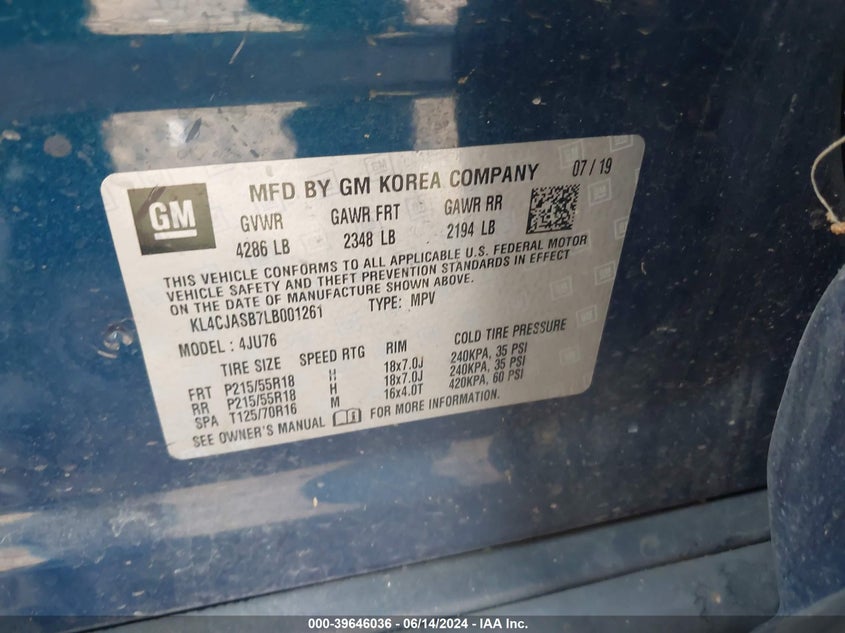 GM
MFD BY GM KOREA COMPANY 07 / 19
GVWR GAWR FRT GAWR RR
4286 LB 2348 LB 2194 LB
THIS VEHICLE CONFORMS TO ALL APPLICABLE U.S. FEDERAL MOTOR
VEHICLE SAFETY AND THEFT PREVENTION STANDARDS IN EFFECT
ON THE DATE OF MANUFACTURE SHOWN ABOVE.
KL4CJASB7LB001261 TYPE: MPV
MODEL : 4JU76
TIRE SIZE SPEED RTG RIM COLD TIRE PRESSURE
FRT P215/55R18 H 18x7.0J 240KPA, 35 PSI
RR P215/55R18 H 18x7.0J 240KPA, 35 PSI
SPA T125/70R16 M 16x4.0T 420KPA, 60 PSI
SEE OWNER'S MANUAL FOR MORE INFORMATION.
000-39646036 - 06/14/2024 - IAA Inc.